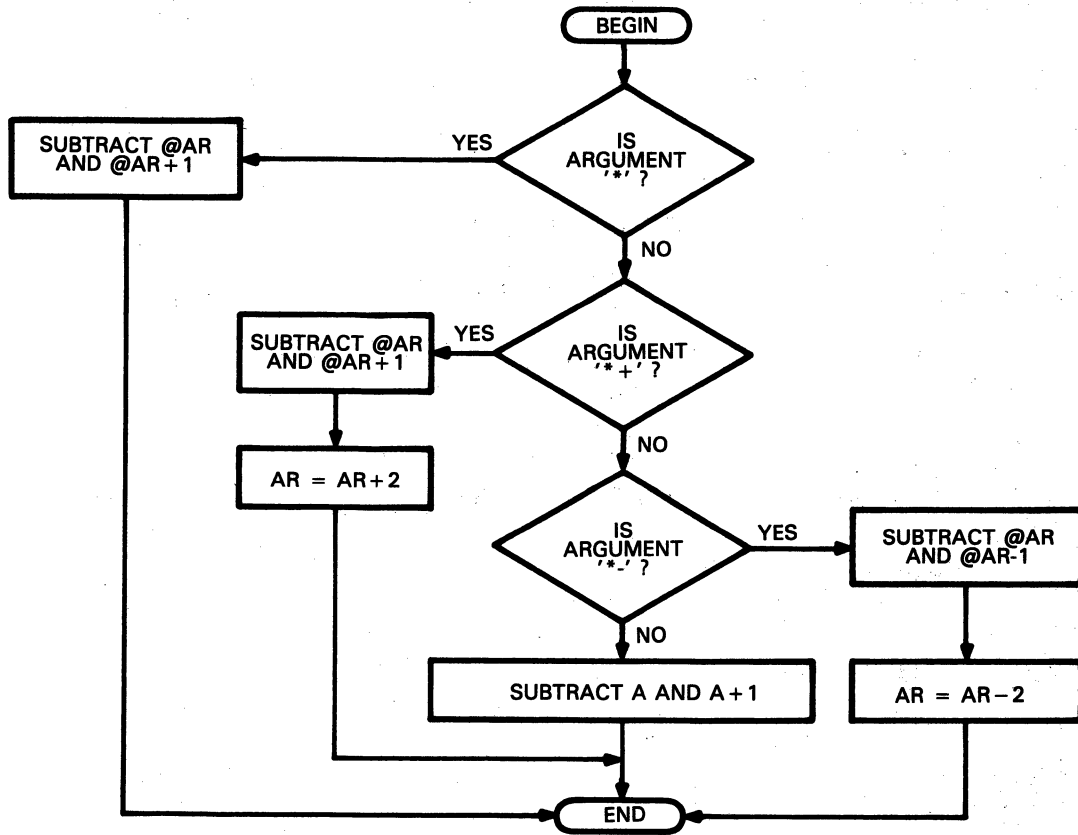 BEGIN
IS
ARGUMENT
'*' ?
YES
SUBTRACT @AR
AND @AR+1
NO
IS
ARGUMENT
'*+' ?
YES
SUBTRACT @AR
AND @AR+1
AR = AR+2
NO
IS
ARGUMENT
'*-' ?
YES
SUBTRACT @AR
AND @AR-1
AR = AR−2
NO
SUBTRACT A AND A+1
END